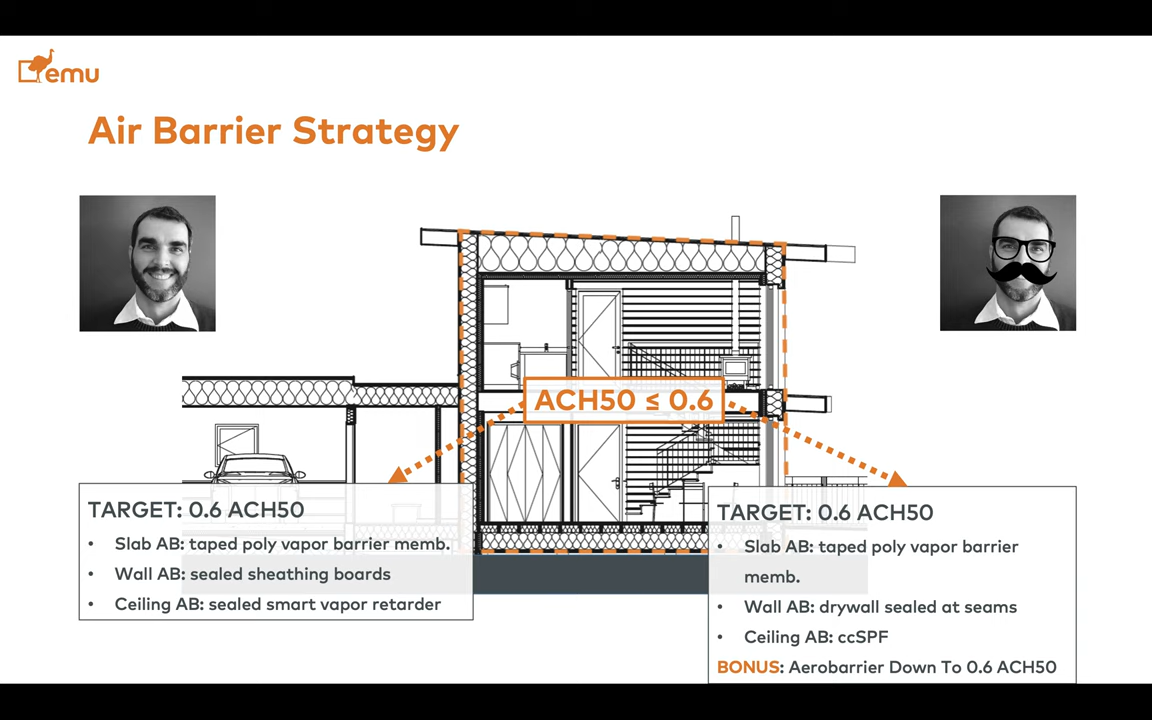 emu
Air Barrier Strategy
ACH50 ≤ 0.6
TARGET: 0.6 ACH50
• Slab AB: taped poly vapor barrier memb.
• Wall AB: sealed sheathing boards
• Ceiling AB: sealed smart vapor retarder
TARGET: 0.6 ACH50
• Slab AB: taped poly vapor barrier
memb.
• Wall AB: drywall sealed at seams
• Ceiling AB: ccSPF
BONUS: Aerobarrier Down To 0.6 ACH50